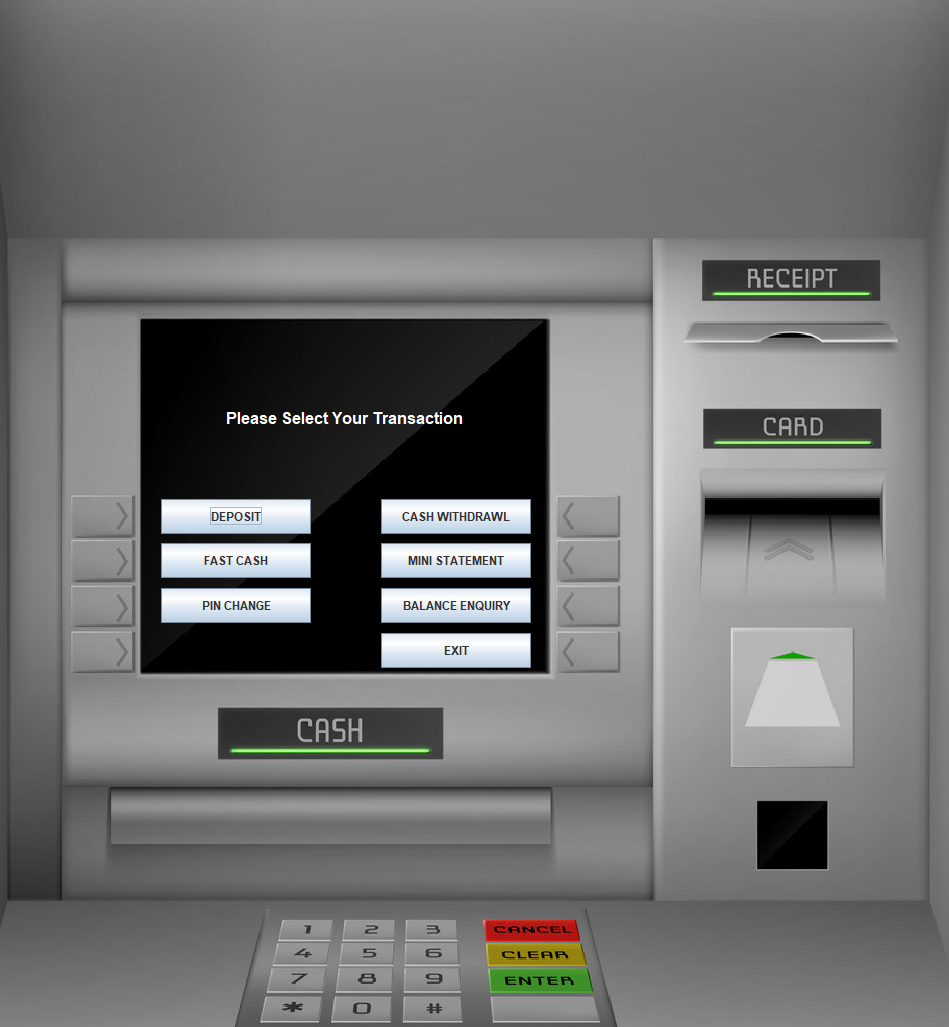 RECEIPT
CARD
Please Select Your Transaction
DEPOSIT CASH WITHDRAWL
FAST CASH MINI STATEMENT
PIN CHANGE BALANCE ENQUIRY
EXIT
CASH
1 2 3 CANCEL
4 5 6 CLEAR
7 8 9 ENTER
* 0 #